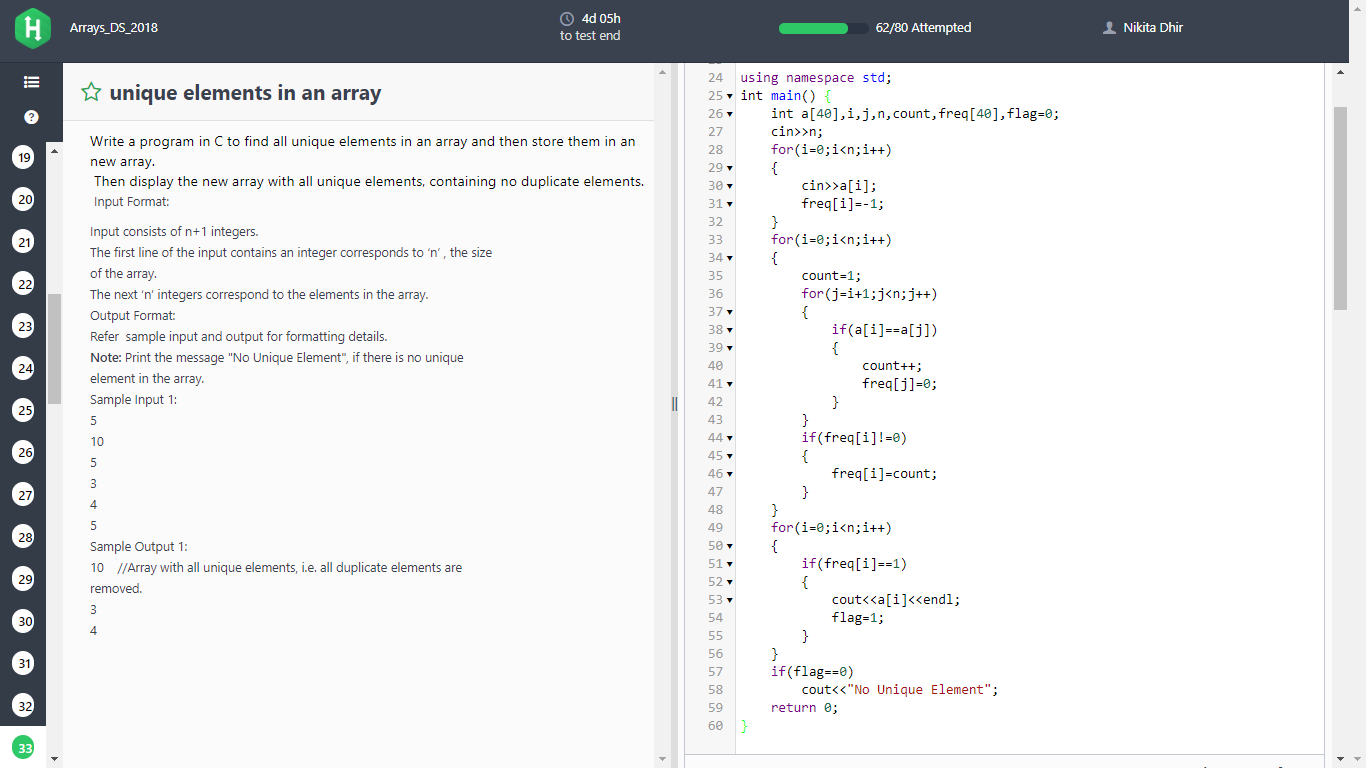 Arrays_DS_2018
4d 05h
to test end
62/80 Attempted
Nikita Dhir
?
19
20
21
22
23
24
25
26
27
28
29
30
31
32
33
unique elements in an array
Write a program in C to find all unique elements in an array and then store them in an
new array.
Then display the new array with all unique elements, containing no duplicate elements.
Input Format:
Input consists of n+1 integers.
The first line of the input contains an integer corresponds to ‘n’ , the size
of the array.
The next ‘n’ integers correspond to the elements in the array.
Output Format:
Refer  sample input and output for formatting details.
Note: Print the message "No Unique Element", if there is no unique
element in the array.
Sample Input 1:
5
10
5
3
4
5
Sample Output 1:
10    //Array with all unique elements, i.e. all duplicate elements are
removed.
3
4
24 using namespace std;
25 int main() {
26     int a[40],i,j,n,count,freq[40],flag=0;
27     cin>>n;
28     for(i=0;i<n;i++)
29     {
30         cin>>a[i];
31         freq[i]=-1;
32     }
33     for(i=0;i<n;i++)
34     {
35         count=1;
36         for(j=i+1;j<n;j++)
37         {
38             if(a[i]==a[j])
39             {
40                 count++;
41                 freq[j]=0;
42             }
43         }
44         if(freq[i]!=0)
45         {
46             freq[i]=count;
47         }
48     }
49     for(i=0;i<n;i++)
50     {
51         if(freq[i]==1)
52         {
53             cout<<a[i]<<endl;
54             flag=1;
55         }
56     }
57     if(flag==0)
58         cout<<"No Unique Element";
59     return 0;
60 }